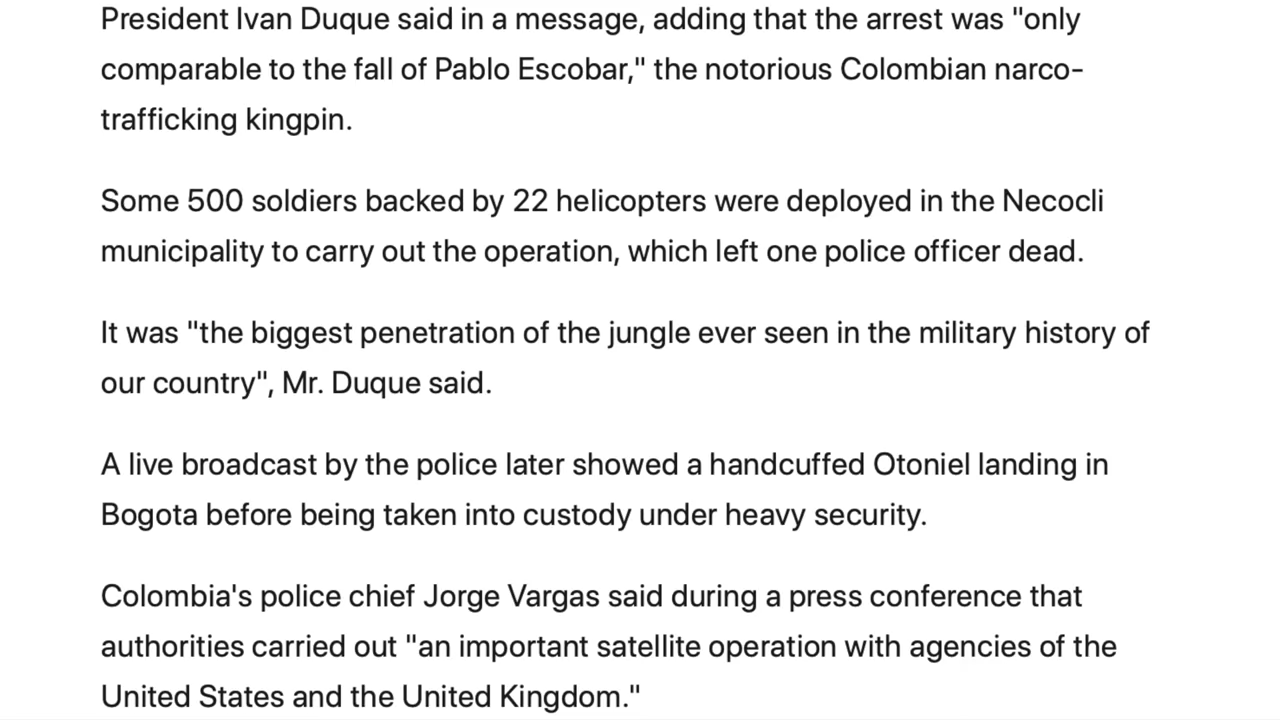 President Ivan Duque said in a message, adding that the arrest was "only
comparable to the fall of Pablo Escobar," the notorious Colombian narco-
trafficking kingpin.
Some 500 soldiers backed by 22 helicopters were deployed in the Necocli
municipality to carry out the operation, which left one police officer dead.
It was "the biggest penetration of the jungle ever seen in the military history of
our country", Mr. Duque said.
A live broadcast by the police later showed a handcuffed Otoniel landing in
Bogota before being taken into custody under heavy security.
Colombia's police chief Jorge Vargas said during a press conference that
authorities carried out "an important satellite operation with agencies of the
United States and the United Kingdom."